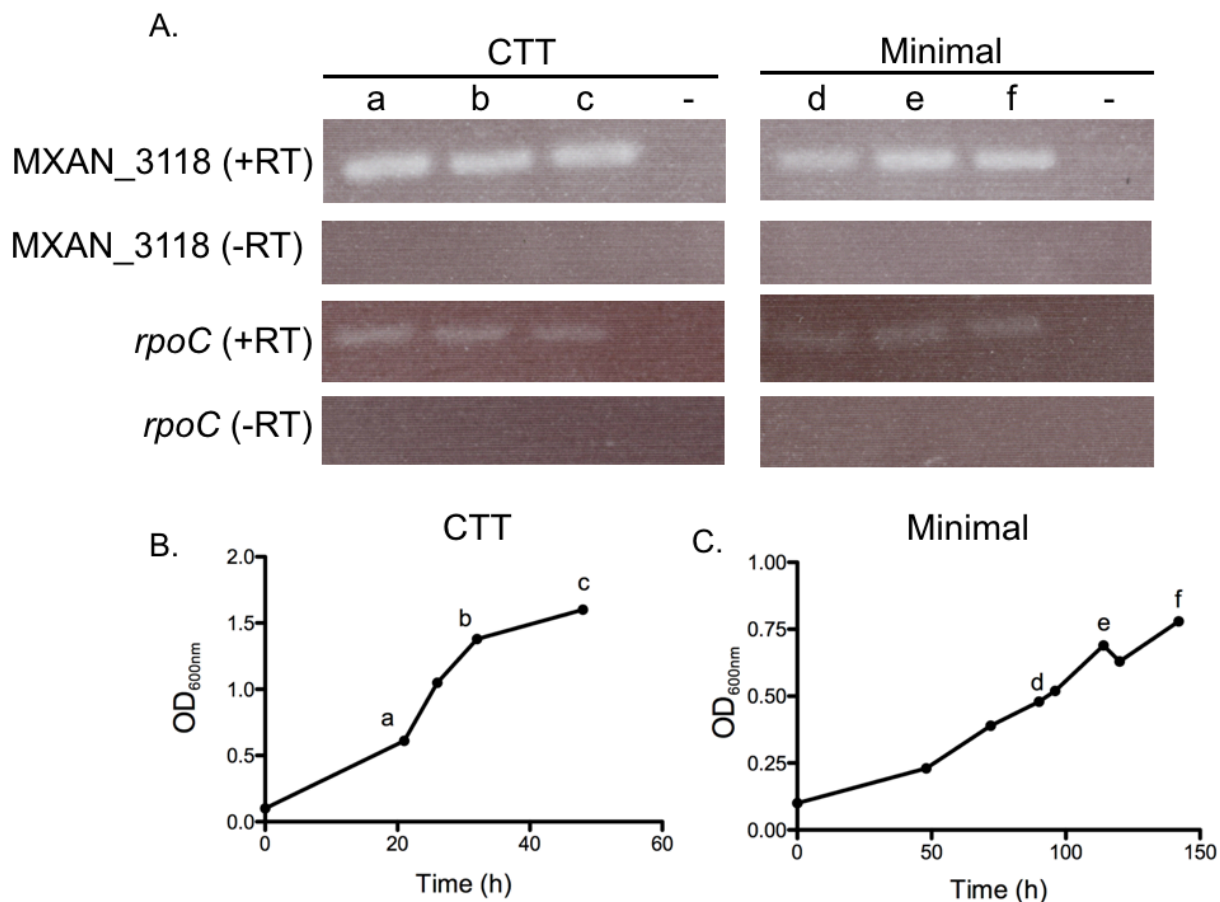 A.
CTT Minimal
a b c - d e f -
MXAN_3118 (+RT)
MXAN_3118 (-RT)
rpoC (+RT)
rpoC (-RT)
B. CTT
OD600nm
2.0
1.5
1.0
0.5
0.0
a
b
c
0 20 40 60
Time (h)
C. Minimal
OD600nm
1.00
0.75
0.50
0.25
0.00
d
e
f
0 50 100 150
Time (h)